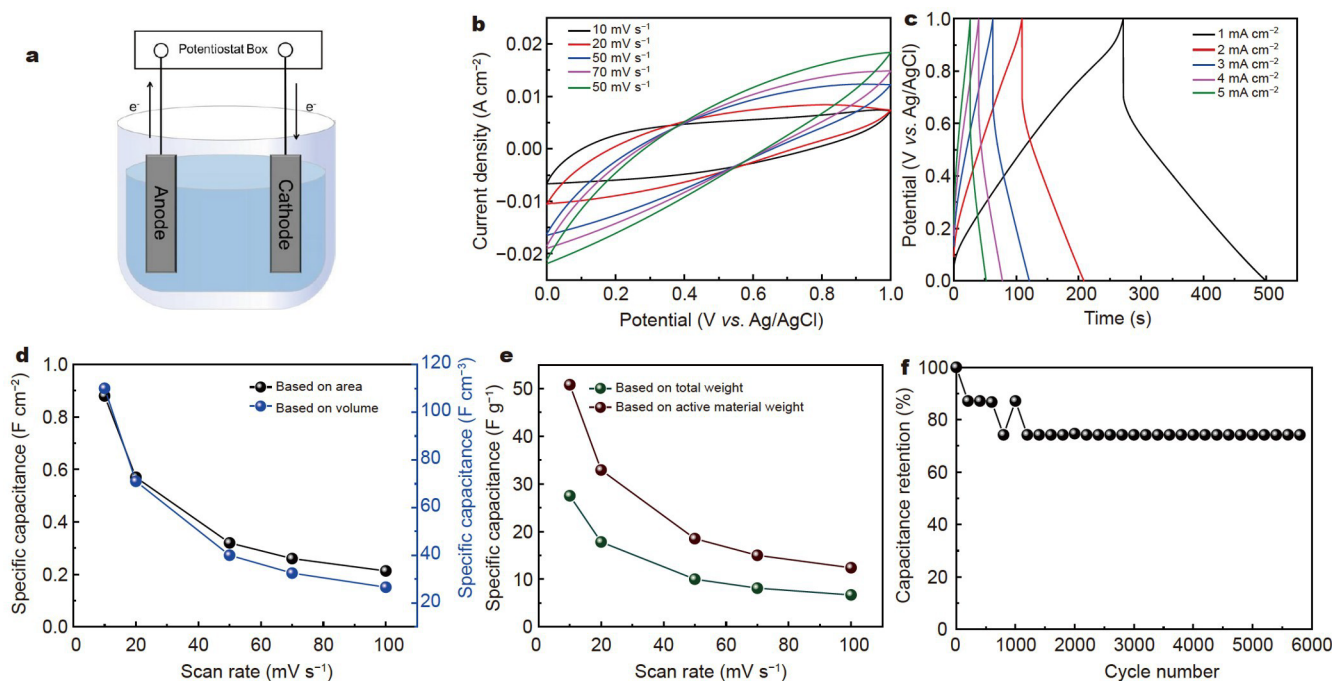 a
Potentiostat Box
e⁻
e⁻
Anode
Cathode
b
10 mV s⁻¹
20 mV s⁻¹
50 mV s⁻¹
70 mV s⁻¹
50 mV s⁻¹
0.02
0.01
0.00
−0.01
−0.02
Current density (A cm⁻²)
0.0 0.2 0.4 0.6 0.8 1.0
Potential (V vs. Ag/AgCl)
c
1 mA cm⁻²
2 mA cm⁻²
3 mA cm⁻²
4 mA cm⁻²
5 mA cm⁻²
1.0
0.8
0.6
0.4
0.2
0.0
Potential (V vs. Ag/AgCl)
0 100 200 300 400 500
Time (s)
d
Based on area
Based on volume
1.0
0.8
0.6
0.4
0.2
0.0
Specific capacitance (F cm⁻²)
120
100
80
60
40
20
Specific capacitance (F cm⁻³)
0 20 40 60 80 100
Scan rate (mV s⁻¹)
e
Based on total weight
Based on active material weight
50
40
30
20
10
0
Specific capacitance (F g⁻¹)
0 20 40 60 80 100
Scan rate (mV s⁻¹)
f
100
80
60
40
20
0
Capacitance retention (%)
0 1000 2000 3000 4000 5000 6000
Cycle number